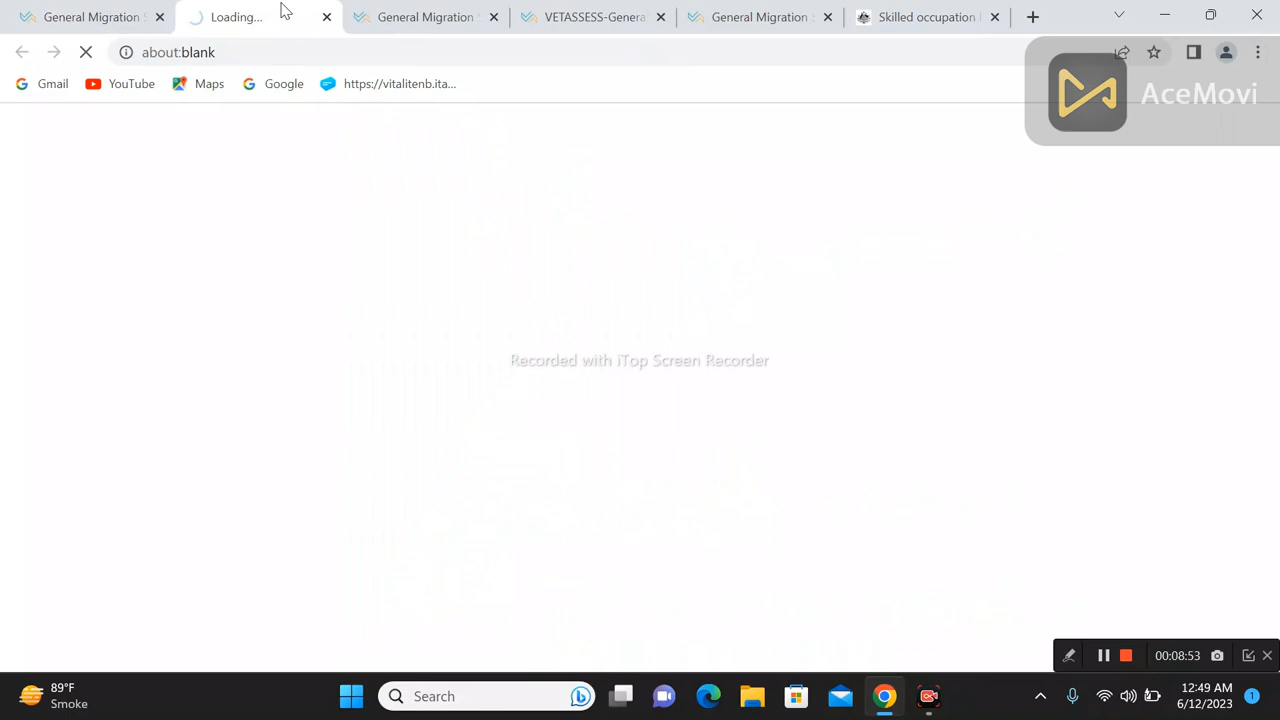 General Migration S
Loading...
General Migration S
VETASSESS-Genera
General Migration S
Skilled occupation l
about:blank
Gmail
YouTube
Maps
Google
https://vitalitenb.ita...
AceMovi
Recorded with iTop Screen Recorder
00:08:53
89°F
Smoke
Search
12:49 AM
6/12/2023
1